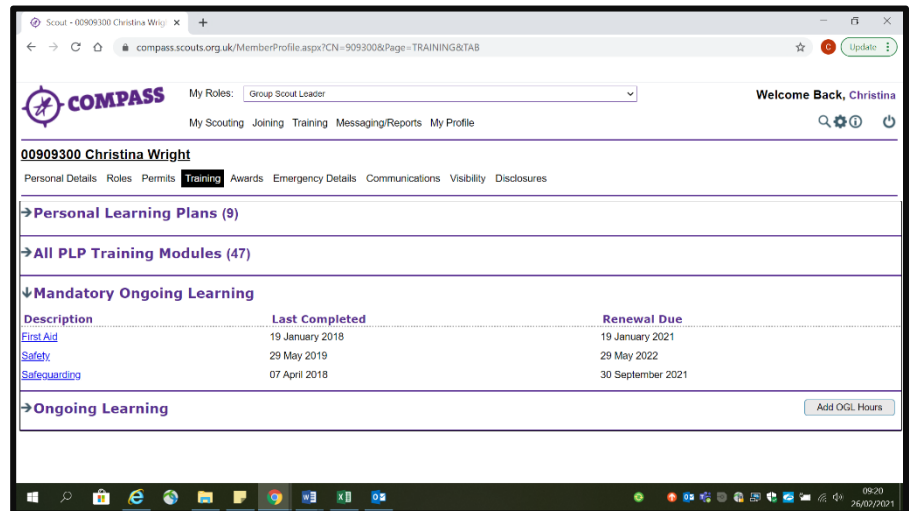 Scout - 00909300 Christina Wrigl
compass.scouts.org.uk/MemberProfile.aspx?CN=909300&Page=TRAINING&TAB
C
Update
COMPASS
My Roles: Group Scout Leader
Welcome Back, Christina
My Scouting Joining Training Messaging/Reports My Profile
00909300 Christina Wright
Personal Details Roles Permits Training Awards Emergency Details Communications Visibility Disclosures
Personal Learning Plans (9)
All PLP Training Modules (47)
Mandatory Ongoing Learning
Description Last Completed Renewal Due
First Aid 19 January 2018 19 January 2021
Safety 29 May 2019 29 May 2022
Safeguarding 07 April 2018 30 September 2021
Ongoing Learning Add OGL Hours
09:20
26/02/2021